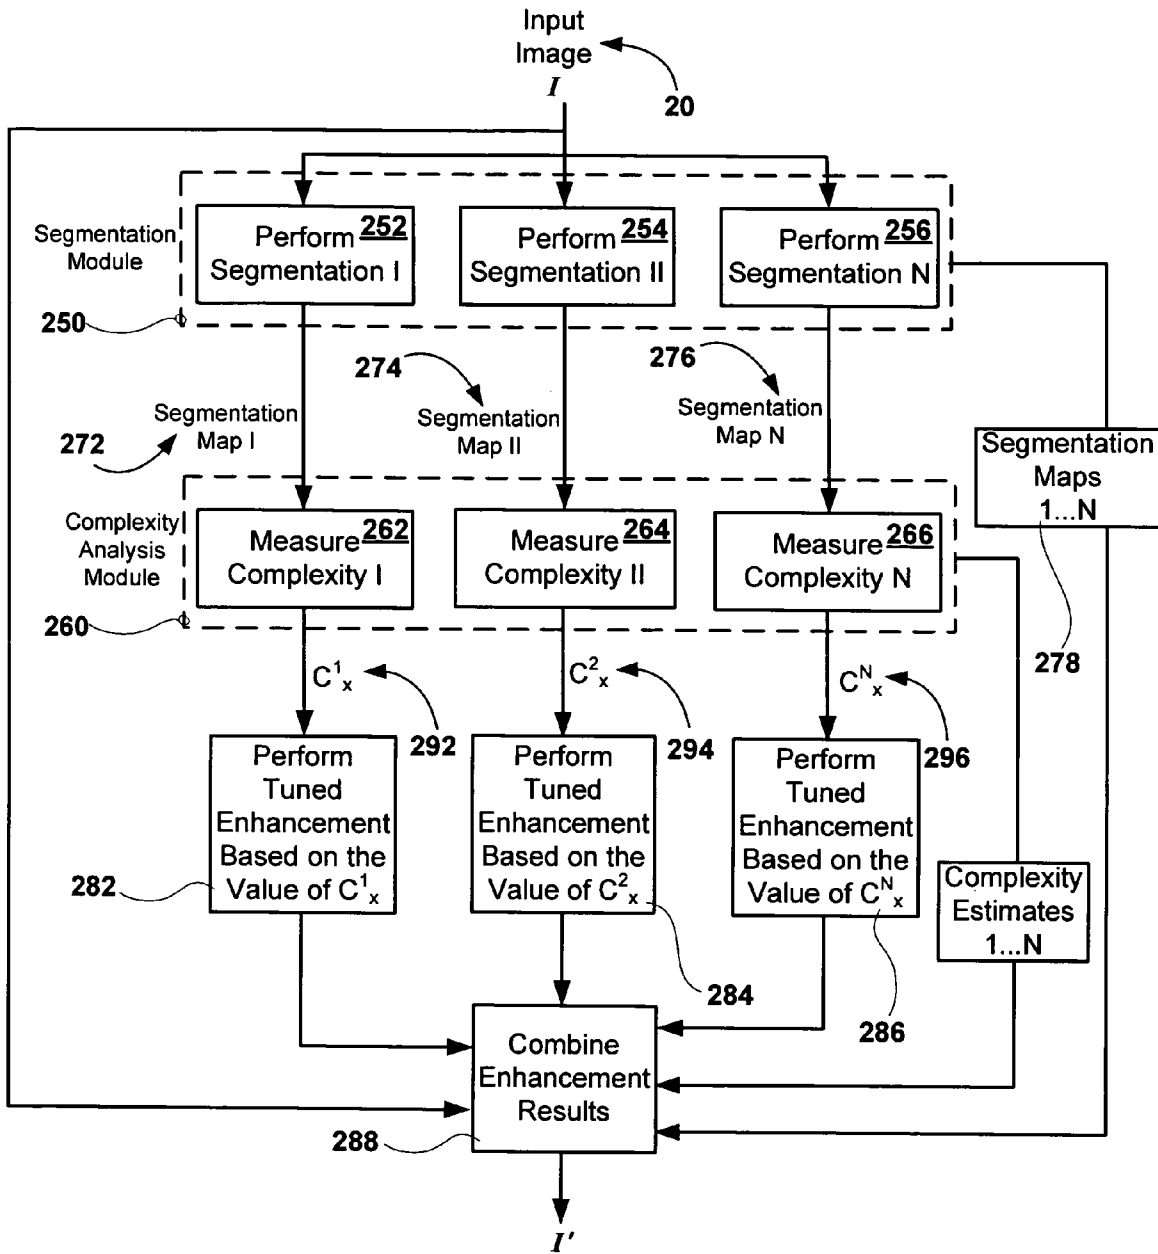 Input
Image
I
20
Segmentation
Module
250
Perform 252
Segmentation I
Perform 254
Segmentation II
Perform 256
Segmentation N
274
276
272
Segmentation
Map I
Segmentation
Map II
Segmentation
Map N
Segmentation
Maps
1...N
278
Complexity
Analysis
Module
260
Measure 262
Complexity I
Measure 264
Complexity II
Measure 266
Complexity N
C¹ₓ
292
C²ₓ
294
Cᴺₓ
296
Perform
Tuned
Enhancement
Based on the
Value of C¹ₓ
282
Perform
Tuned
Enhancement
Based on the
Value of C²ₓ
284
Perform
Tuned
Enhancement
Based on the
Value of Cᴺₓ
286
Complexity
Estimates
1...N
Combine
Enhancement
Results
288
I'